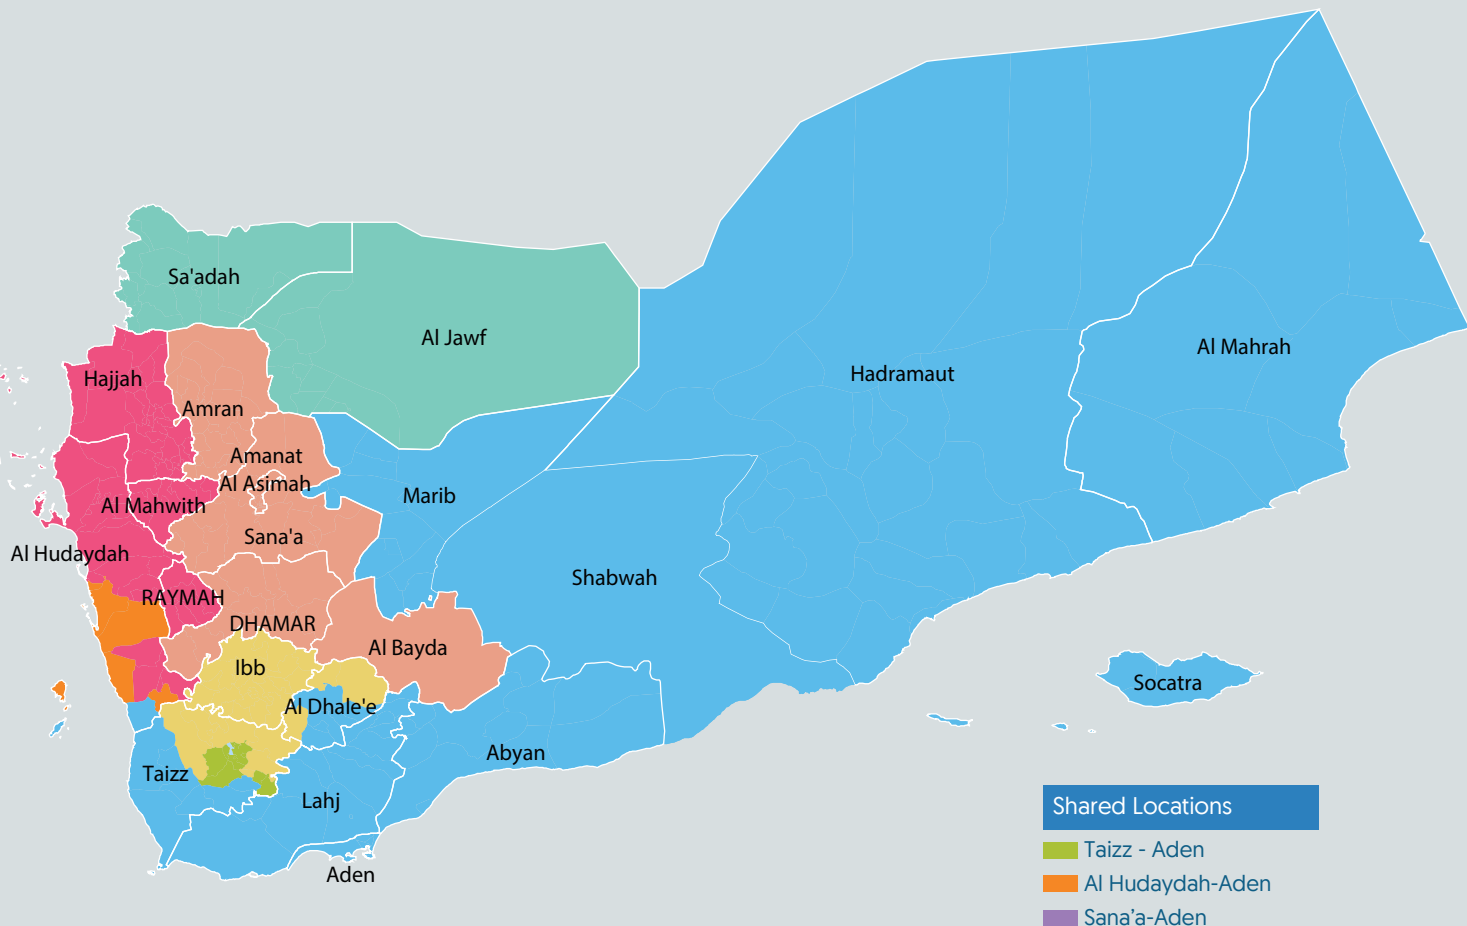 Sa'adah
Al Jawf
Al Mahrah
Hajjah
Hadramaut
Amran
Amanat
Al Asimah
Marib
Al Mahwith
Sana'a
Al Hudaydah
Shabwah
RAYMAH
DHAMAR
Al Bayda
Ibb
Socatra
Al Dhale'e
Abyan
Taizz
Lahj
Aden
Shared Locations
Taizz - Aden
Al Hudaydah-Aden
Sana’a-Aden